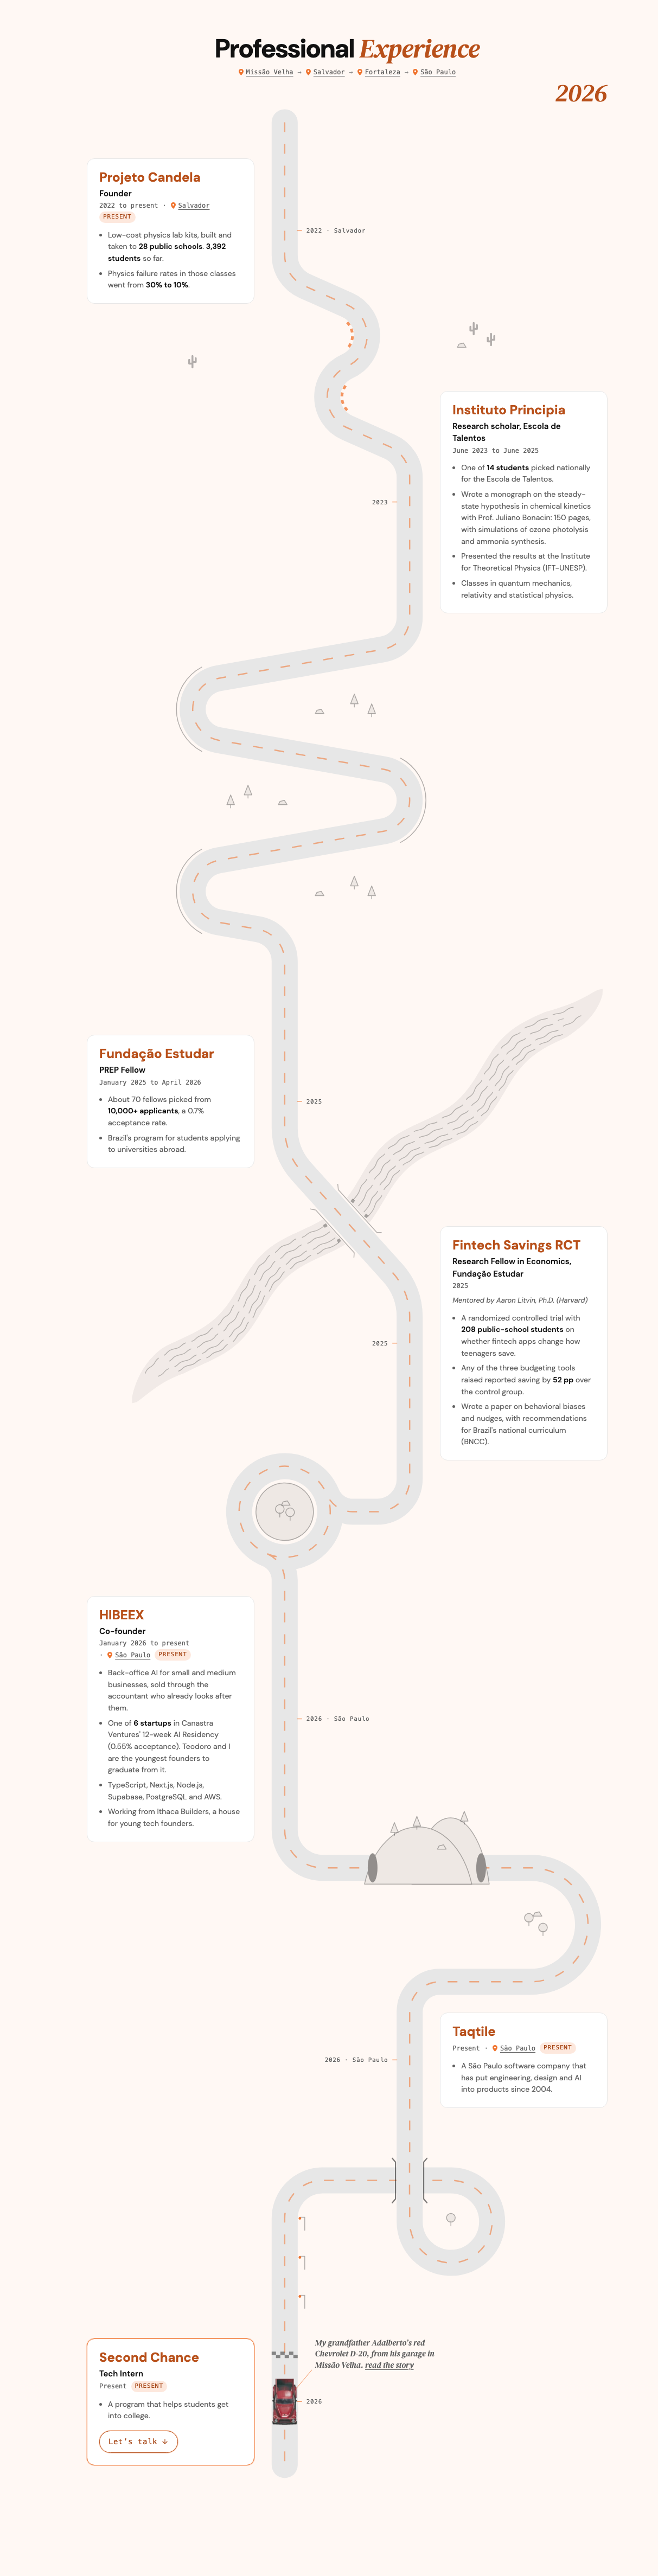 Professional Experience
Missão Velha → Salvador → Fortaleza → São Paulo
2026
Projeto Candela
Founder
2022 to present · Salvador
PRESENT
• Low-cost physics lab kits, built and
taken to 28 public schools. 3,392
students so far.
• Physics failure rates in those classes
went from 30% to 10%.
2022 · Salvador
Instituto Principia
Research scholar, Escola de
Talentos
June 2023 to June 2025
• One of 14 students picked nationally
for the Escola de Talentos.
• Wrote a monograph on the steady-
state hypothesis in chemical kinetics
with Prof. Juliano Bonacin: 150 pages,
with simulations of ozone photolysis
and ammonia synthesis.
• Presented the results at the Institute
for Theoretical Physics (IFT-UNESP).
• Classes in quantum mechanics,
relativity and statistical physics.
2023
Fundação Estudar
PREP Fellow
January 2025 to April 2026
• About 70 fellows picked from
10,000+ applicants, a 0.7%
acceptance rate.
• Brazil's program for students applying
to universities abroad.
2025
Fintech Savings RCT
Research Fellow in Economics,
Fundação Estudar
2025
Mentored by Aaron Litvin, Ph.D. (Harvard)
• A randomized controlled trial with
208 public-school students on
whether fintech apps change how
teenagers save.
• Any of the three budgeting tools
raised reported saving by 52 pp over
the control group.
• Wrote a paper on behavioral biases
and nudges, with recommendations
for Brazil's national curriculum
(BNCC).
2025
HIBEEX
Co-founder
January 2026 to present
· São Paulo PRESENT
• Back-office AI for small and medium
businesses, sold through the
accountant who already looks after
them.
• One of 6 startups in Canastra
Ventures' 12-week AI Residency
(0.55% acceptance). Teodoro and I
are the youngest founders to
graduate from it.
• TypeScript, Next.js, Node.js,
Supabase, PostgreSQL and AWS.
• Working from Ithaca Builders, a house
for young tech founders.
2026 · São Paulo
Taqtile
Present · São Paulo PRESENT
• A São Paulo software company that
has put engineering, design and AI
into products since 2004.
2026 · São Paulo
Second Chance
Tech Intern
Present PRESENT
• A program that helps students get
into college.
Let's talk ↓
My grandfather Adalberto's red
Chevrolet D-20, from his garage in
Missão Velha. read the story
2026